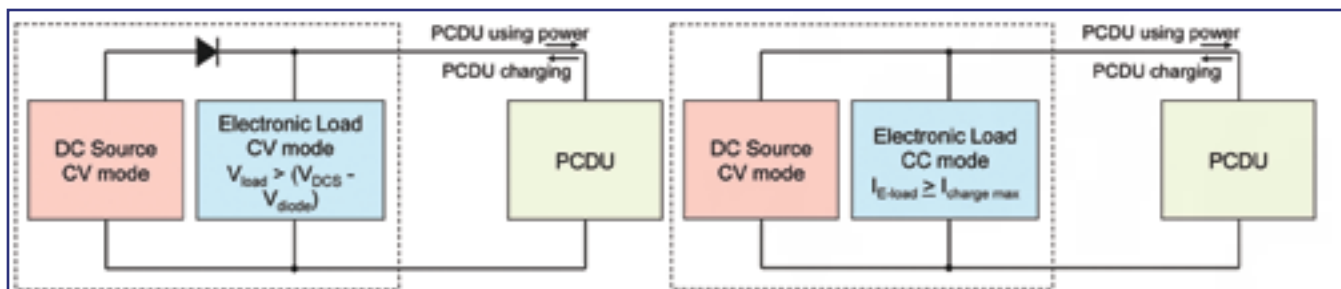 PCDU using power
PCDU charging
DC Source
CV mode
Electronic Load
CV mode
V_load > (V_DCS -
V_diode)
PCDU
PCDU using power
PCDU charging
DC Source
CV mode
Electronic Load
CC mode
I_E-load ≥ I_charge max
PCDU